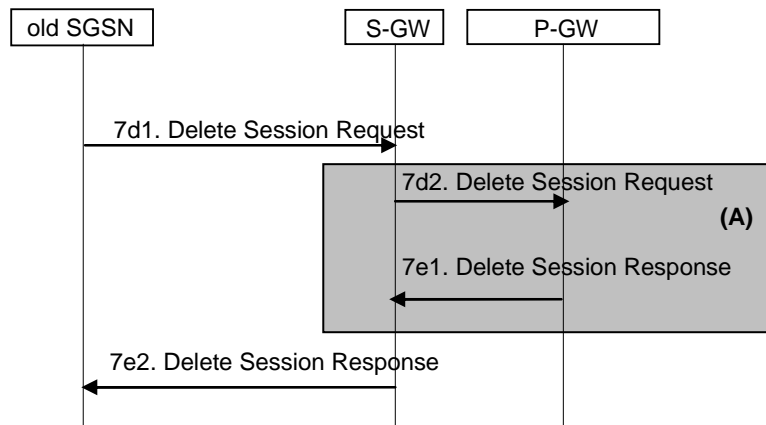 old SGSN S-GW P-GW
7d1. Delete Session Request
7d2. Delete Session Request
(A)
7e1. Delete Session Response
7e2. Delete Session Response